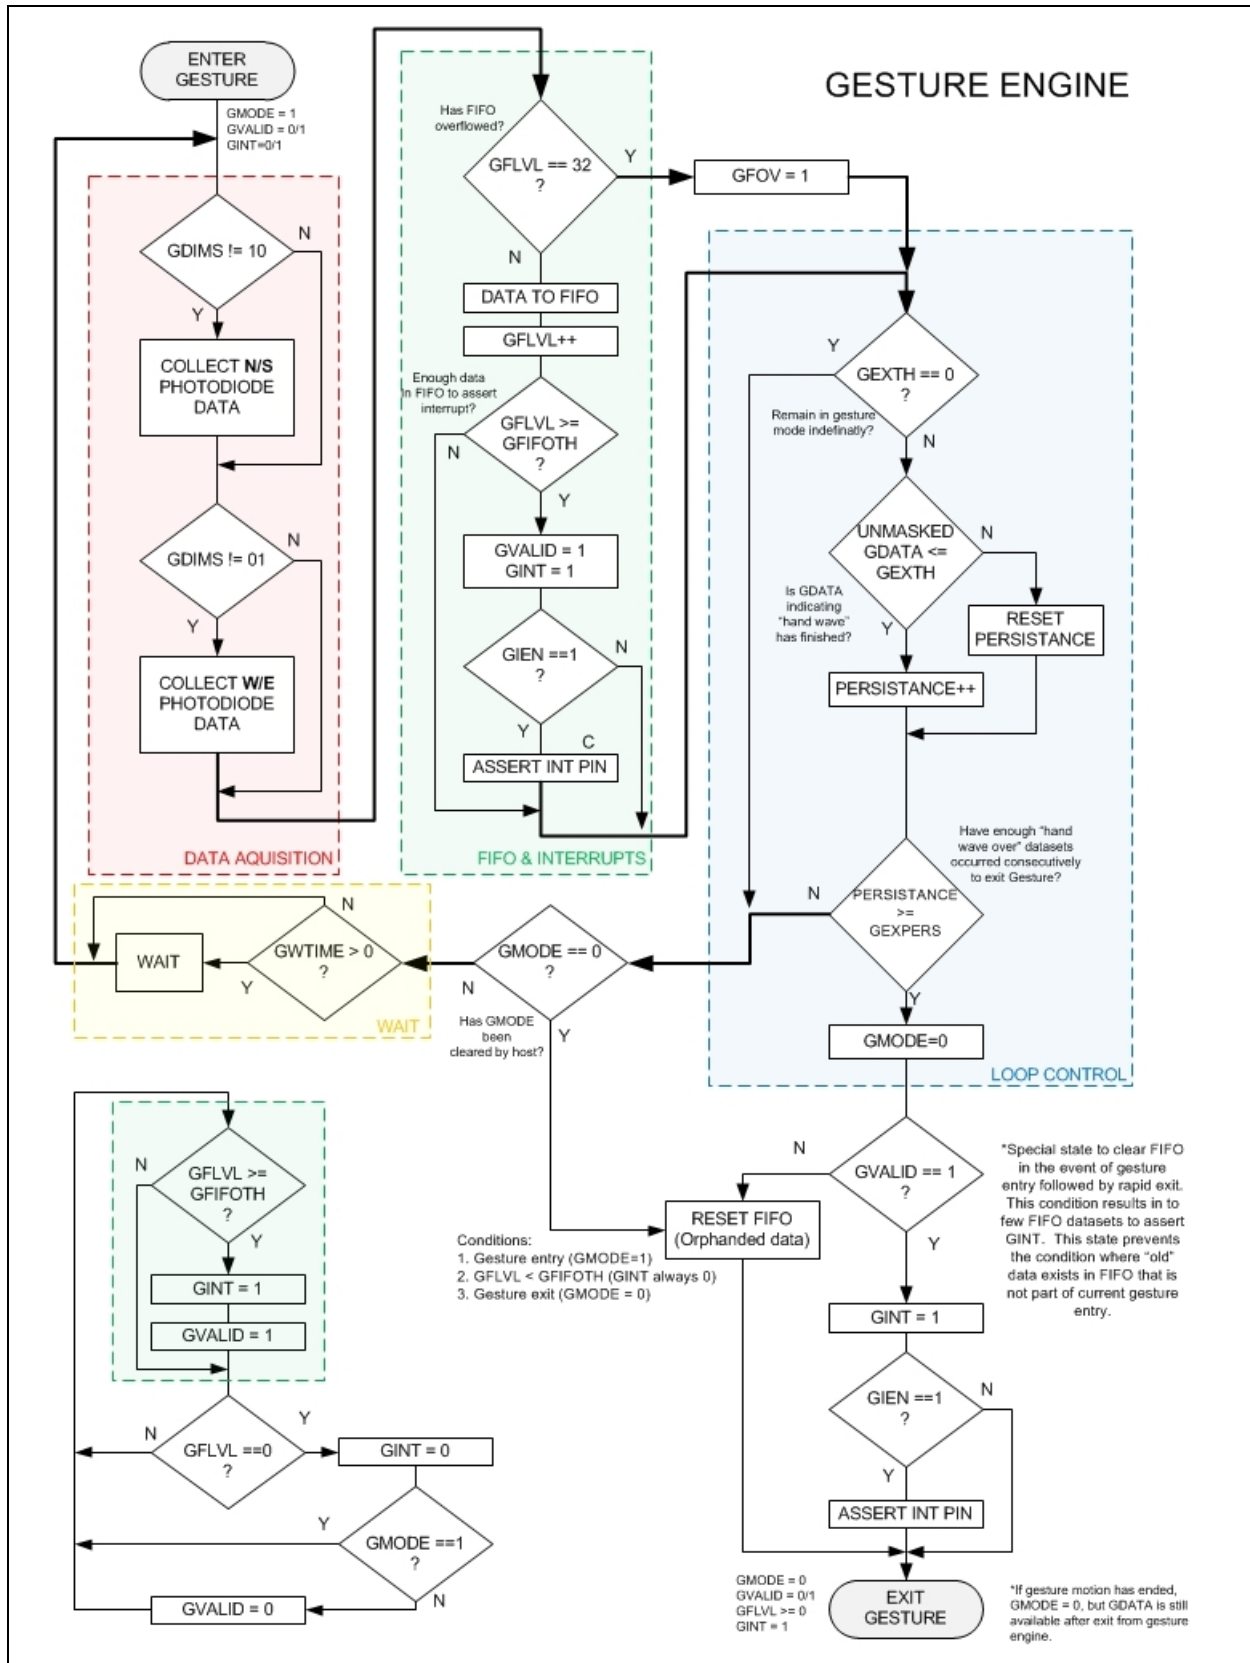 GESTURE ENGINE
ENTER
GESTURE
GMODE = 1
GVALID = 0/1
GINT=0/1
GDIMS != 10
N
Y
COLLECT N/S
PHOTODIODE
DATA
GDIMS != 01
N
Y
COLLECT W/E
PHOTODIODE
DATA
DATA AQUISITION
Has FIFO
overflowed?
GFLVL == 32
?
Y
N
GFOV = 1
DATA TO FIFO
GFLVL++
Enough data
in FIFO to assert
interrupt?
GFLVL >=
GFIFOTH
?
N
Y
GVALID = 1
GINT = 1
GIEN ==1
?
N
Y
C
ASSERT INT PIN
FIFO & INTERRUPTS
Y
GEXTH == 0
?
Remain in gesture
mode indefinatly?
N
UNMASKED
GDATA <=
GEXTH
N
Is GDATA
indicating
"hand wave"
has finished?
Y
RESET
PERSISTANCE
PERSISTANCE++
Have enough "hand
wave over" datasets
occurred consecutively
to exit Gesture?
N
PERSISTANCE
>=
GEXPERS
Y
GMODE=0
LOOP CONTROL
WAIT
N
GWTIME > 0
?
Y
WAIT
GMODE == 0
?
N
Has GMODE
been
cleared by host?
Y
N
GFLVL >=
GFIFOTH
?
Y
GINT = 1
GVALID = 1
N
GFLVL ==0
?
Y
GINT = 0
Y
GMODE ==1
?
N
GVALID = 0
N
GVALID == 1
?
Y
RESET FIFO
(Orphanded data)
Conditions:
1. Gesture entry (GMODE=1)
2. GFLVL < GFIFOTH (GINT always 0)
3. Gesture exit (GMODE = 0)
*Special state to clear FIFO
in the event of gesture
entry followed by rapid exit.
This condition results in to
few FIFO datasets to assert
GINT. This state prevents
the condition where "old"
data exists in FIFO that is
not part of current gesture
entry.
GINT = 1
GIEN ==1
?
N
Y
ASSERT INT PIN
GMODE = 0
GVALID = 0/1
GFLVL >= 0
GINT = 1
EXIT
GESTURE
*If gesture motion has ended,
GMODE = 0, but GDATA is still
available after exit from gesture
engine.